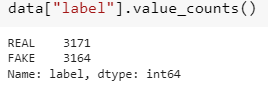 data["label"].value_counts()
REAL    3171
FAKE    3164
Name: label, dtype: int64